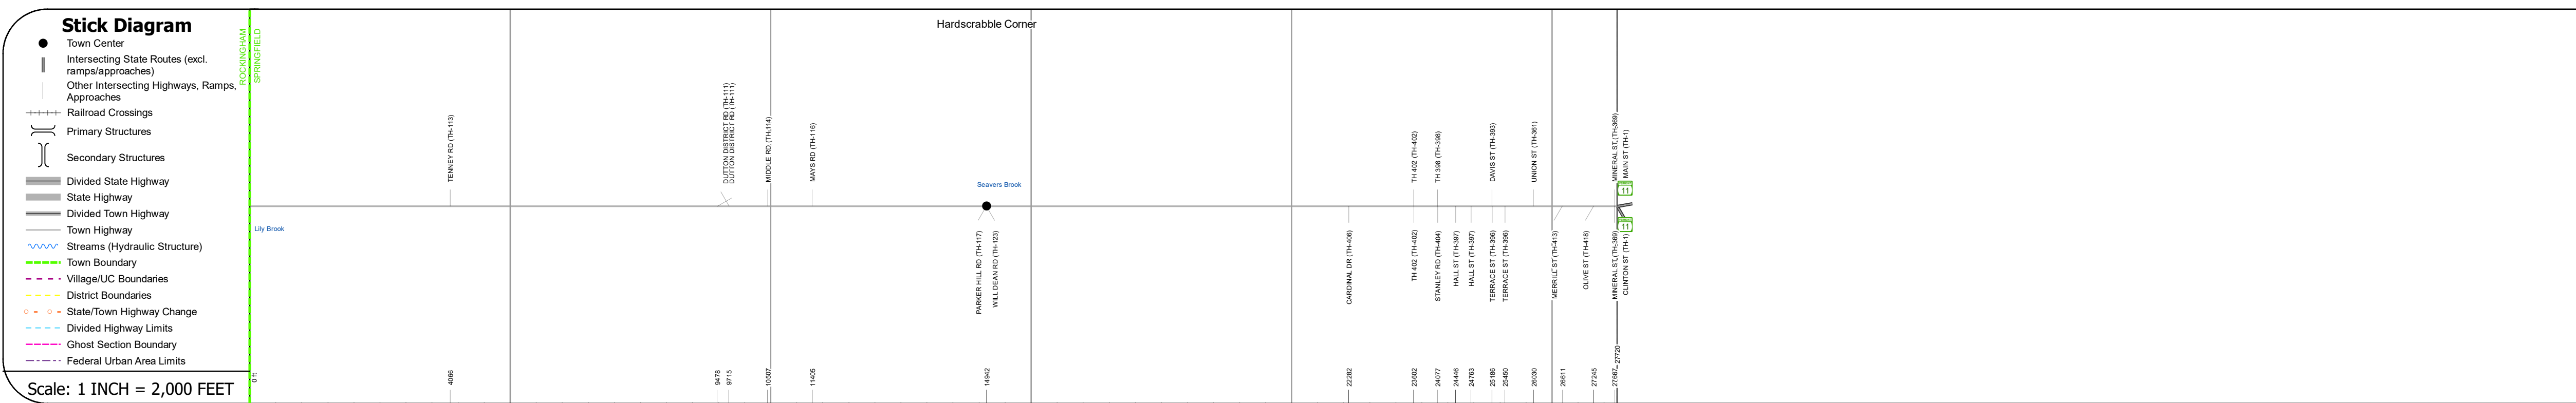 Stick Diagram
Town Center
Intersecting State Routes (excl.
ramps/approaches)
Other Intersecting Highways, Ramps,
Approaches
Railroad Crossings
Primary Structures
Secondary Structures
Divided State Highway
State Highway
Divided Town Highway
Town Highway
Streams (Hydraulic Structure)
Town Boundary
Village/UC Boundaries
District Boundaries
State/Town Highway Change
Divided Highway Limits
Ghost Section Boundary
Federal Urban Area Limits
Scale: 1 INCH = 2,000 FEET
ROCKINGHAM
SPRINGFIELD
Hardscrabble Corner
TENNEY RD (TH-113)
DUTTON DISTRICT RD (TH-111)
DUTTON DISTRICT RD (TH-111)
MIDDLE RD (TH-114)
MAYS RD (TH-116)
TH 402 (TH-402)
TH 398 (TH-398)
DAVIS ST (TH-393)
UNION ST (TH-361)
MINERAL ST (TH-369)
MAIN ST (TH-1)
Seavers Brook
11
Lily Brook
11
PARKER HILL RD (TH-117)
WILL DEAN RD (TH-123)
CARDINAL DR (TH-406)
TH 402 (TH-402)
STANLEY RD (TH-404)
HALL ST (TH-397)
HALL ST (TH-397)
TERRACE ST (TH-396)
TERRACE ST (TH-396)
MERRILL ST (TH-413)
OLIVE ST (TH-418)
MINERAL ST (TH-369)
CLINTON ST (TH-1)
0 ft
4066
9478
9715
10507
11405
14942
22282
23602
24077
24446
24763
25186
25450
26030
26611
27245
27667
27720